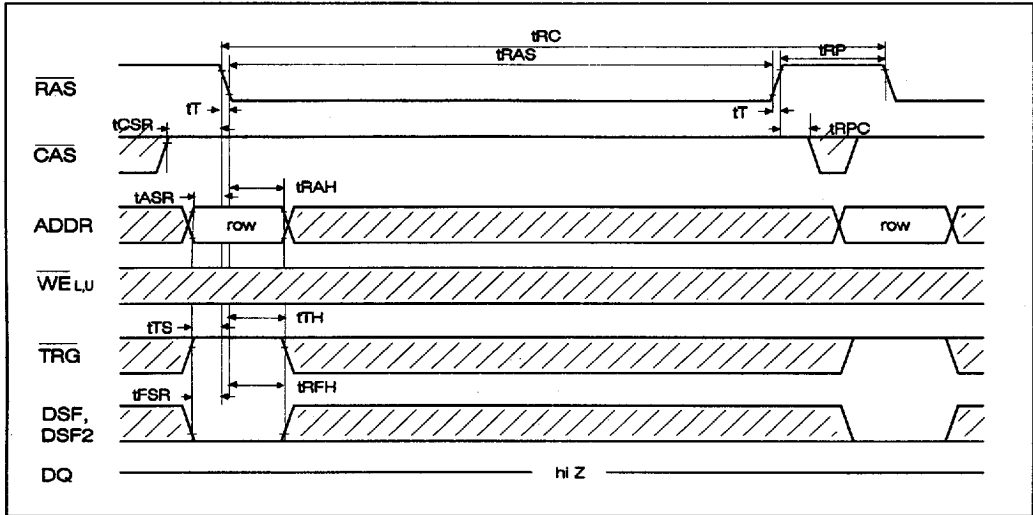 tRC
tRAS
tRP
RAS
tT
tT
tCSR
tRPC
CAS
tASR
tRAH
ADDR
row
row
WE L,U
tTS
tTH
TRG
tFSR
tRFH
DSF,
DSF2
DQ
hi Z